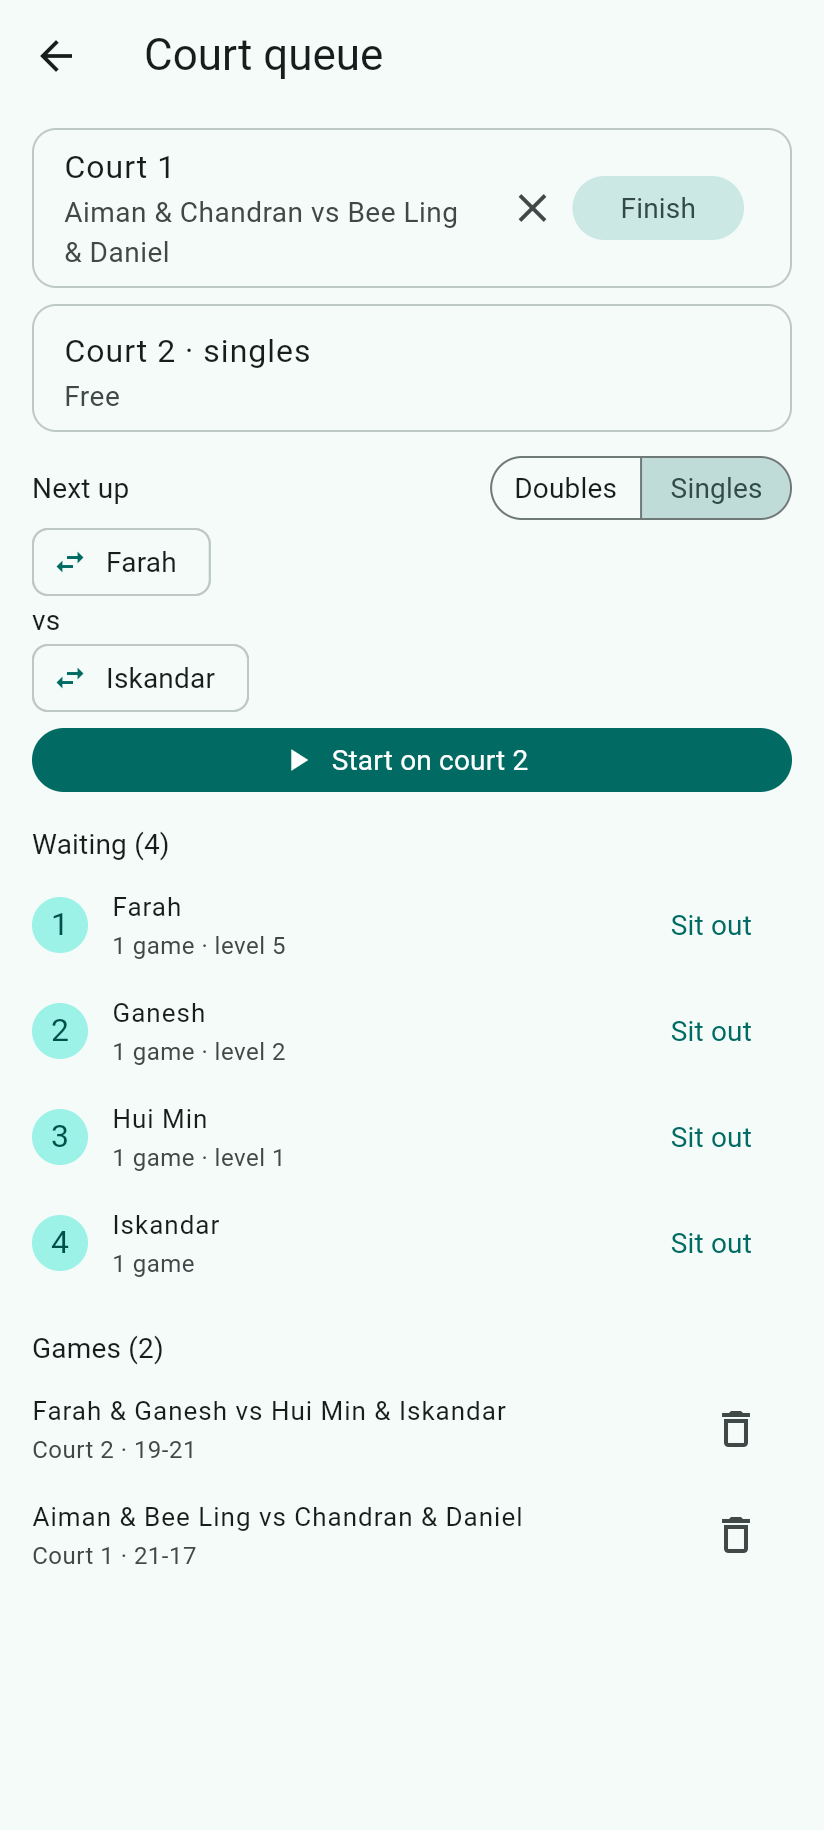 Court queue
Court 1
Aiman & Chandran vs Bee Ling
& Daniel
Finish
Court 2 · singles
Free
Next up
Doubles
Singles
Farah
vs
Iskandar
Start on court 2
Waiting (4)
1
Farah
1 game · level 5
Sit out
2
Ganesh
1 game · level 2
Sit out
3
Hui Min
1 game · level 1
Sit out
4
Iskandar
1 game
Sit out
Games (2)
Farah & Ganesh vs Hui Min & Iskandar
Court 2 · 19-21
Aiman & Bee Ling vs Chandran & Daniel
Court 1 · 21-17